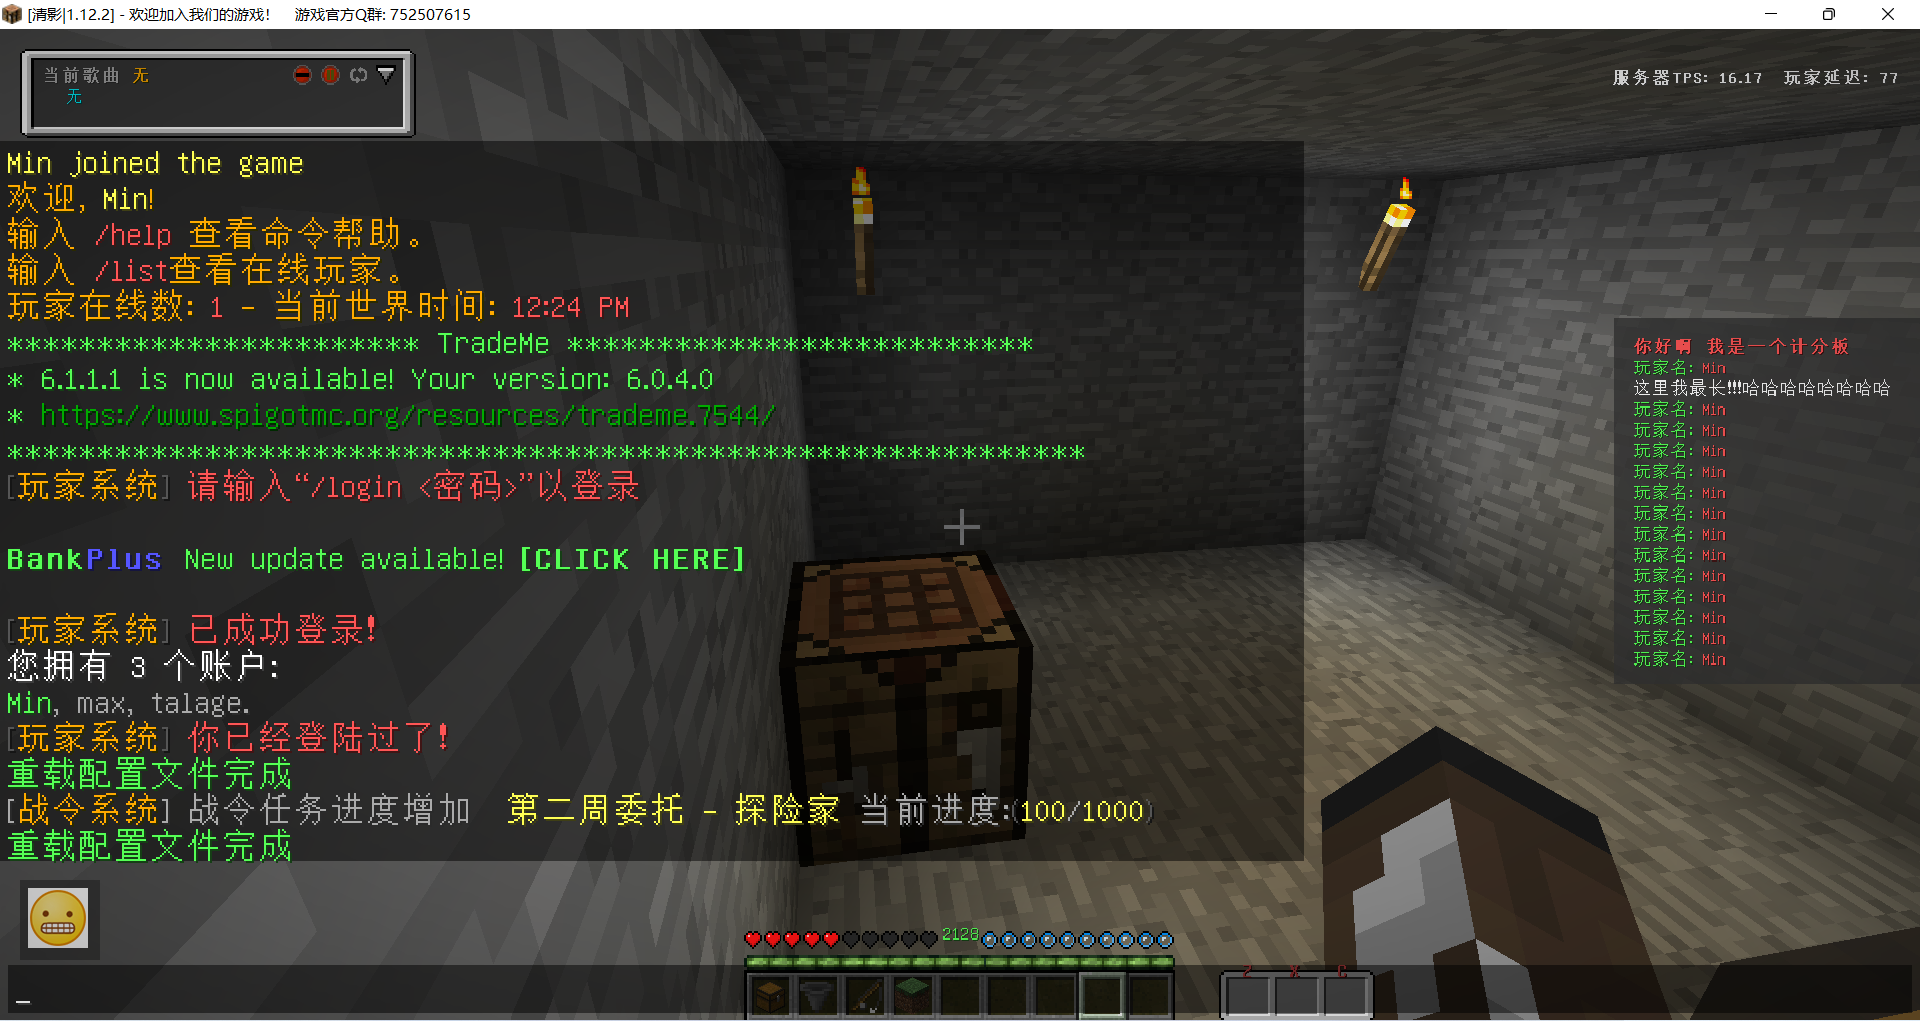 [清影|1.12.2] - 欢迎加入我们的游戏!      游戏官方Q群: 752507615
当前歌曲 无
无
服务器TPS: 16.17  玩家延迟: 77
Min joined the game
欢迎, Min!
输入 /help 查看命令帮助。
输入 /list查看在线玩家。
玩家在线数: 1 - 当前世界时间: 12:24 PM
************************* TradeMe ****************************
* 6.1.1.1 is now available! Your version: 6.0.4.0
* https://www.spigotmc.org/resources/trademe.7544/
*****************************************************************
[玩家系统] 请输入“/login <密码>”以登录
BankPlus New update available! [CLICK HERE]
[玩家系统] 已成功登录!
您拥有 3 个账户:
Min, max, talage.
[玩家系统] 你已经登陆过了!
重载配置文件完成
[战令系统] 战令任务进度增加  第二周委托 - 探险家 当前进度:(100/1000)
重载配置文件完成
你好啊 我是一个计分板
玩家名: Min
这里我最长!!!哈哈哈哈哈哈哈哈
玩家名: Min
玩家名: Min
玩家名: Min
玩家名: Min
玩家名: Min
玩家名: Min
玩家名: Min
玩家名: Min
玩家名: Min
玩家名: Min
玩家名: Min
玩家名: Min
玩家名: Min
2128
Z X C
_